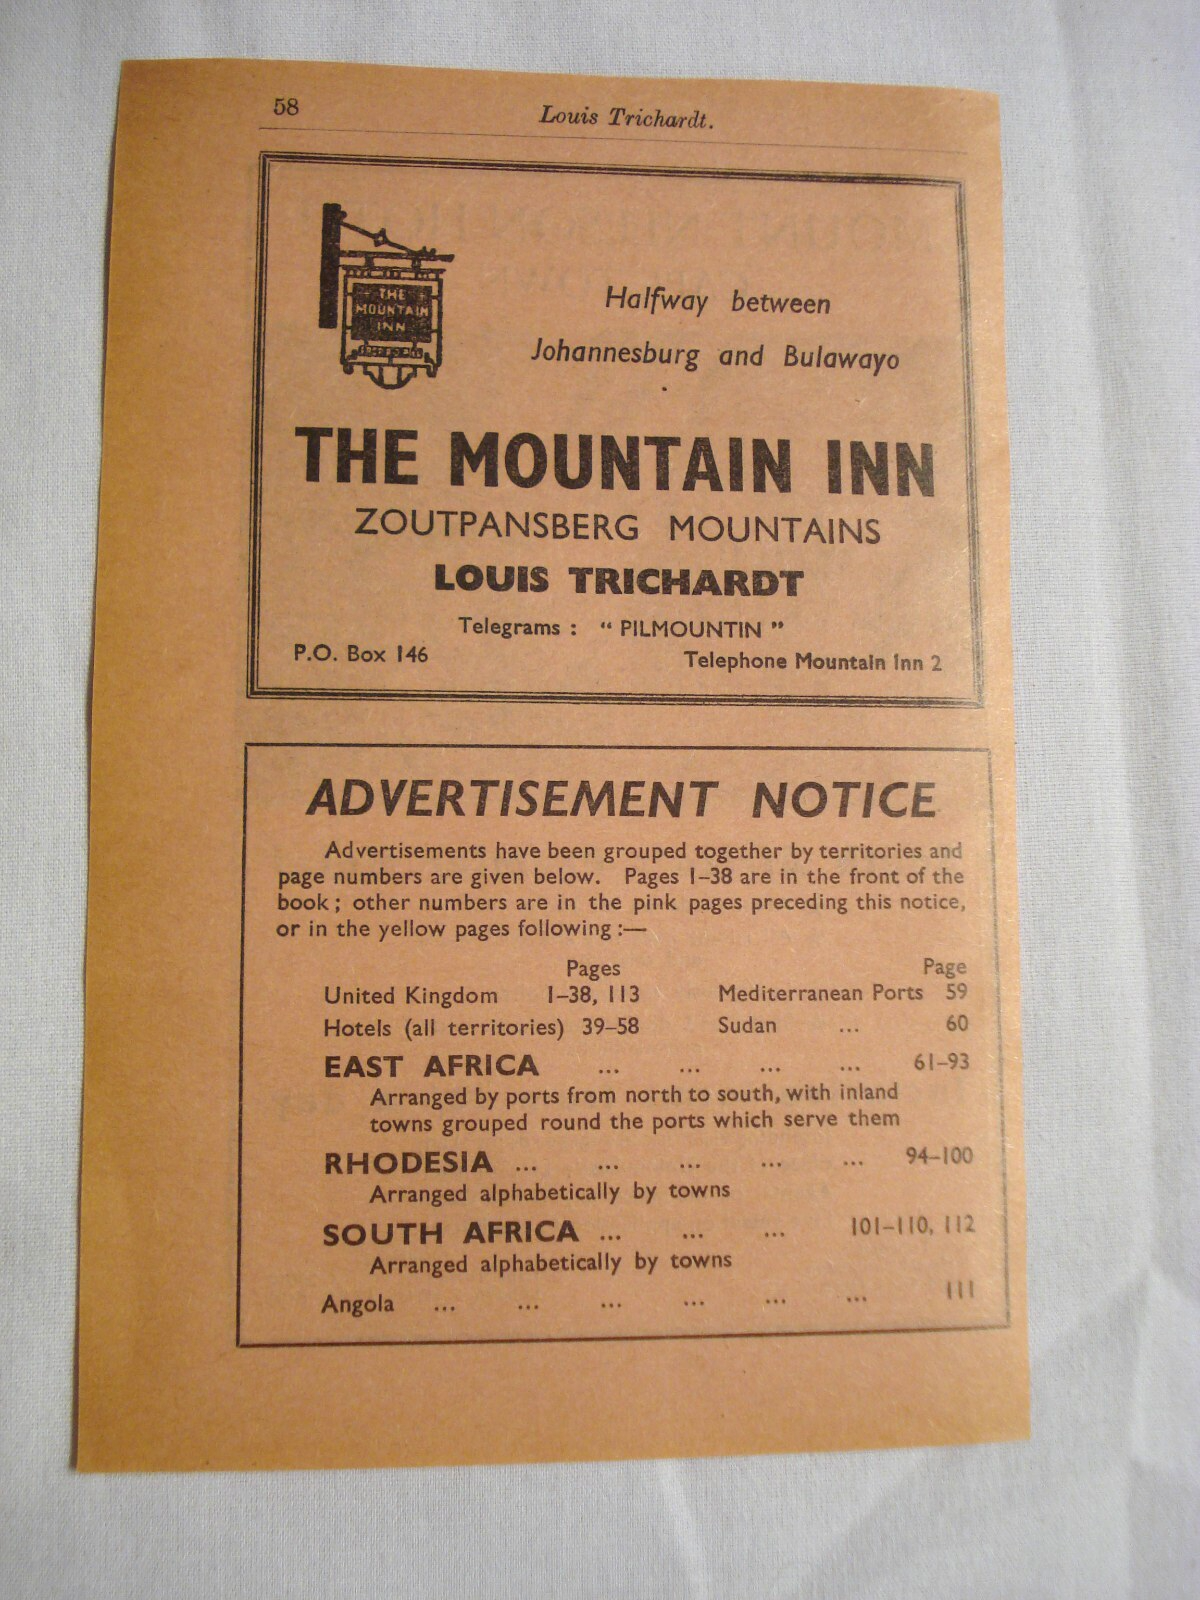 58
Louis Trichardt.
THE
MOUNTAIN
INN
Halfway between
Johannesburg and Bulawayo
THE MOUNTAIN INN
ZOUTPANSBERG MOUNTAINS
LOUIS TRICHARDT
Telegrams : “ PILMOUNTIN ”
P.O. Box 146
Telephone Mountain Inn 2
ADVERTISEMENT NOTICE
Advertisements have been grouped together by territories and
page numbers are given below. Pages 1–38 are in the front of the
book ; other numbers are in the pink pages preceding this notice,
or in the yellow pages following :—
Pages Page
United Kingdom 1–38, 113 Mediterranean Ports 59
Hotels (all territories) 39–58 Sudan ... 60
EAST AFRICA ... ... ... ... 61–93
Arranged by ports from north to south, with inland
towns grouped round the ports which serve them
RHODESIA ... ... ... ... ... 94–100
Arranged alphabetically by towns
SOUTH AFRICA ... ... ... 101–110, 112
Arranged alphabetically by towns
Angola ... ... ... ... ... ... 111